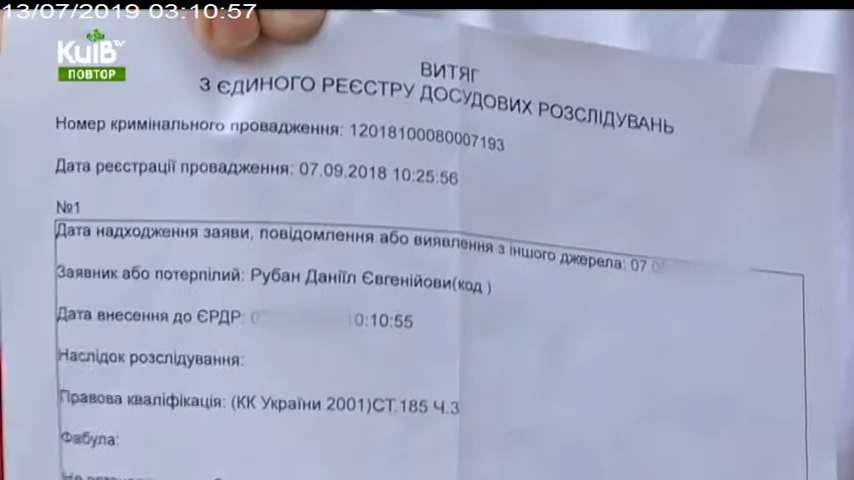 13/07/2019 03:10:57
КиЇВ TV
ПОВТОР
ВИТЯГ
З ЄДИНОГО РЕЄСТРУ ДОСУДОВИХ РОЗСЛІДУВАНЬ
Номер кримінального провадження: 12018100080007193
Дата реєстрації провадження: 07.09.2018 10:25:56
№1
Дата надходження заяви, повідомлення або виявлення з іншого джерела: 07
Заявник або потерпілий: Рубан Даніїл Євгенійови(код )
Дата внесення до ЄРДР: 0:10:55
Наслідок розслідування:
Правова кваліфікація: (КК України 2001)СТ.185 Ч.3
Фабула: